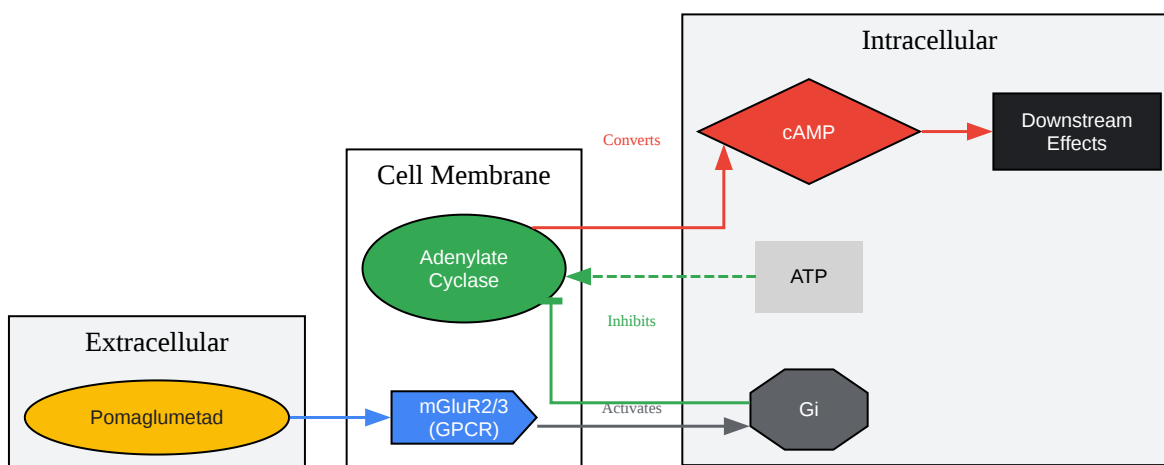 Intracellular
cAMP
Downstream
Effects
Converts
Cell Membrane
Adenylate
Cyclase
ATP
Inhibits
Extracellular
Pomaglumetad
mGluR2/3
(GPCR)
Activates
Gi